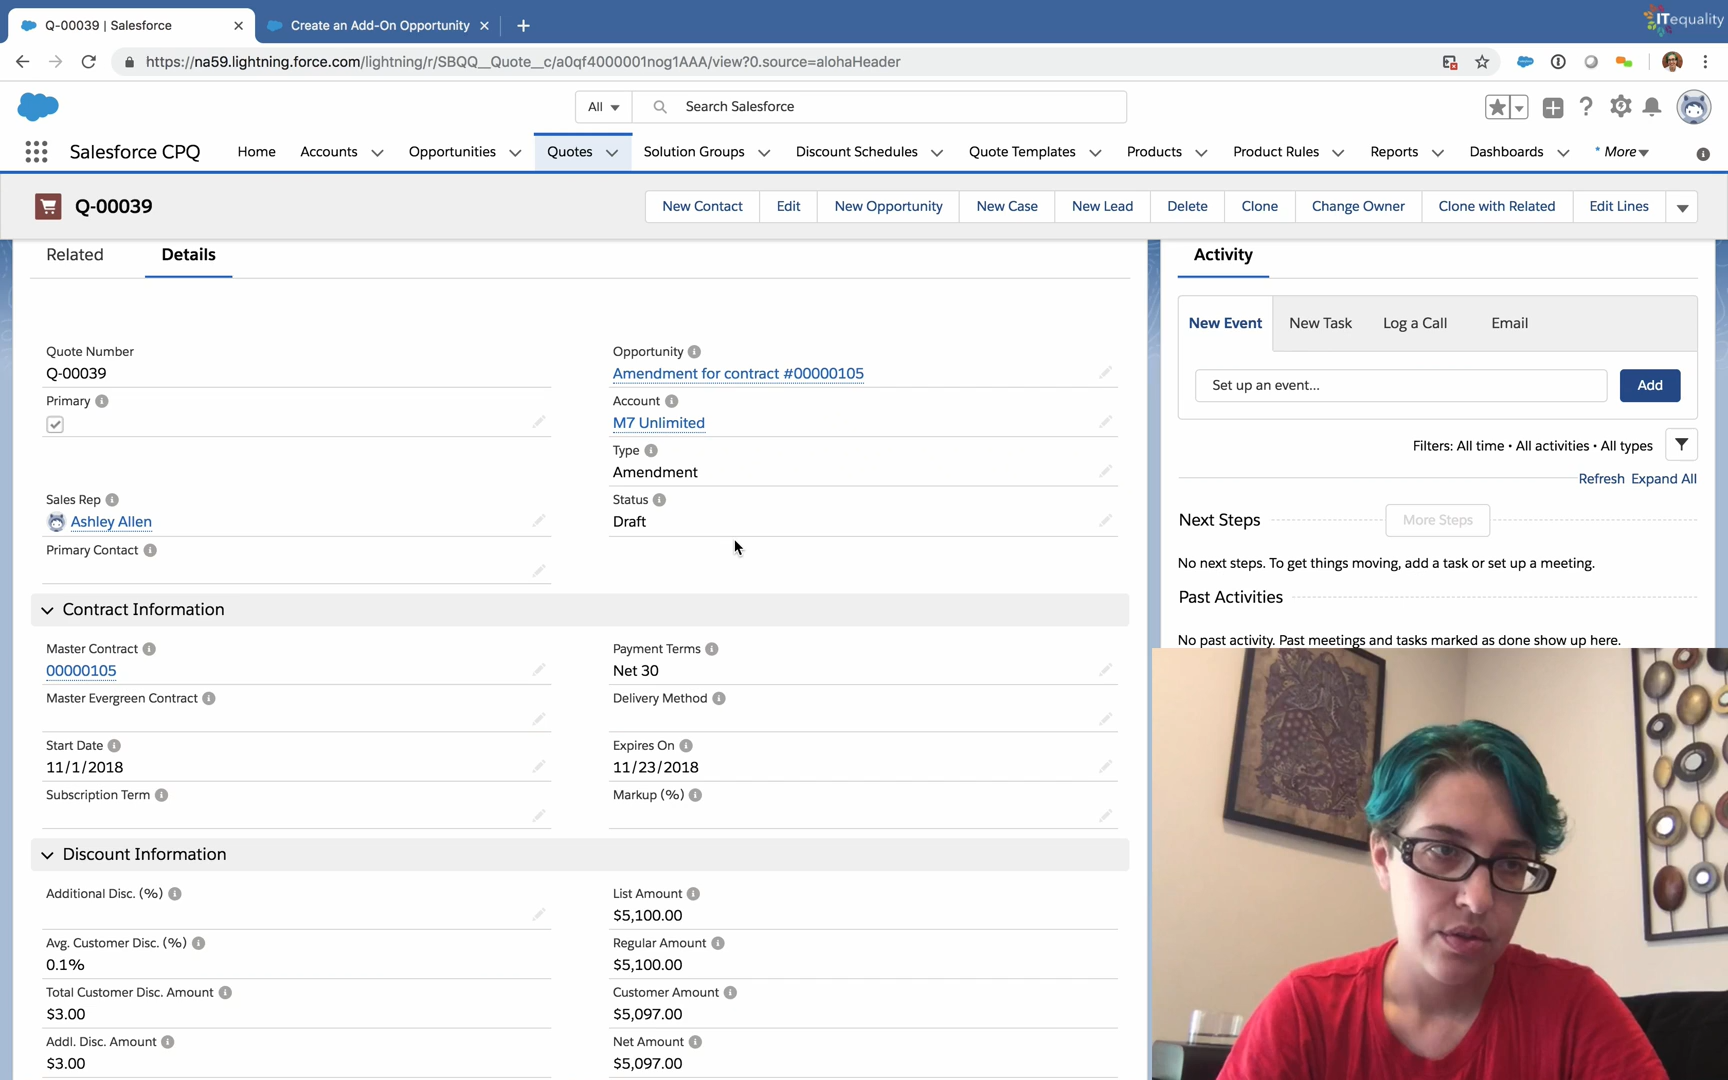 Q-00039 | Salesforce
Create an Add-On Opportunity
ITequality
https://na59.lightning.force.com/lightning/r/SBQQ__Quote__c/a0qf4000001nog1AAA/view?0.source=alohaHeader
All
Search Salesforce
Salesforce CPQ
Home
Accounts
Opportunities
Quotes
Solution Groups
Discount Schedules
Quote Templates
Products
Product Rules
Reports
Dashboards
* More
Q-00039
New Contact
Edit
New Opportunity
New Case
New Lead
Delete
Clone
Change Owner
Clone with Related
Edit Lines
Related
Details
Quote Number
Q-00039
Opportunity
Amendment for contract #00000105
Primary
Account
M7 Unlimited
Type
Amendment
Sales Rep
Ashley Allen
Status
Draft
Primary Contact
Contract Information
Master Contract
00000105
Payment Terms
Net 30
Master Evergreen Contract
Delivery Method
Start Date
11/1/2018
Expires On
11/23/2018
Subscription Term
Markup (%)
Discount Information
Additional Disc. (%)
List Amount
$5,100.00
Avg. Customer Disc. (%)
0.1%
Regular Amount
$5,100.00
Total Customer Disc. Amount
$3.00
Customer Amount
$5,097.00
Addl. Disc. Amount
$3.00
Net Amount
$5,097.00
Activity
New Event
New Task
Log a Call
Email
Set up an event...
Add
Filters: All time • All activities • All types
Refresh Expand All
Next Steps
More Steps
No next steps. To get things moving, add a task or set up a meeting.
Past Activities
No past activity. Past meetings and tasks marked as done show up here.